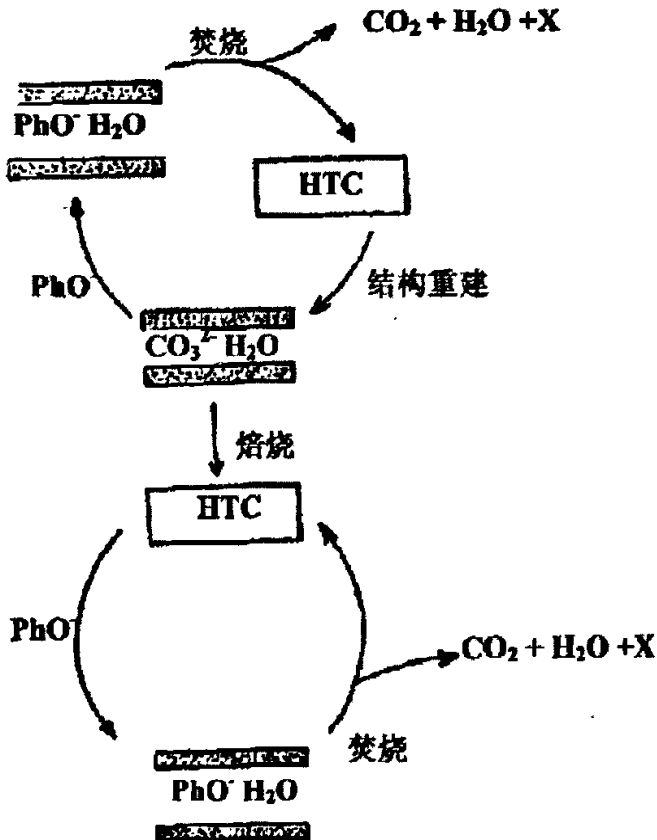 CO₂ + H₂O +X
焚烧
PhO⁻ H₂O
HTC
PhO⁻
结构重建
CO₃²⁻ H₂O
焙烧
HTC
PhO⁻
CO₂ + H₂O +X
焚烧
PhO⁻ H₂O